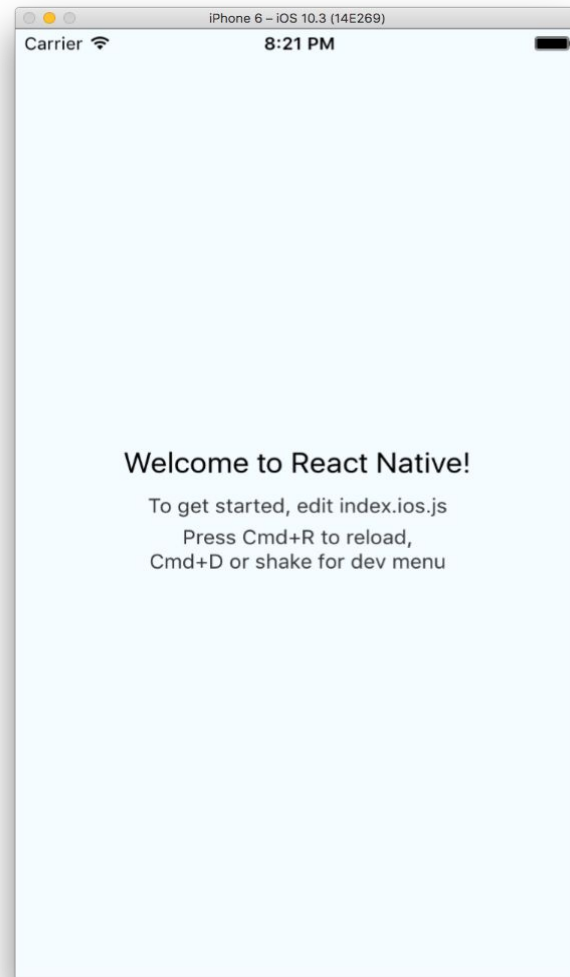 iPhone 6 – iOS 10.3 (14E269)
Carrier 8:21 PM
Welcome to React Native!
To get started, edit index.ios.js
Press Cmd+R to reload,
Cmd+D or shake for dev menu